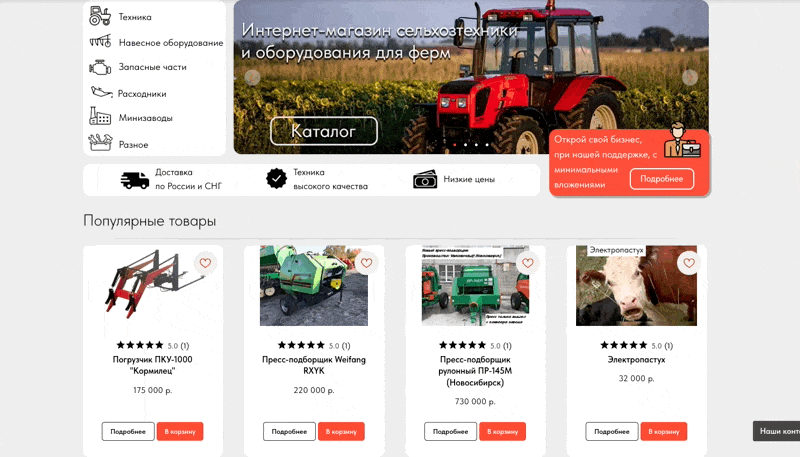 Техника
Навесное оборудование
Запасные части
Расходники
Минизаводы
Разное
Интернет-магазин сельхозтехники
и оборудования для ферм
Каталог
Открой свой бизнес,
при нашей поддержке, с
минимальными
вложениями
Подробнее
Доставка
по России и СНГ
Техника
высокого качества
Низкие цены
Популярные товары
5.0 (1)
Погрузчик ПКУ-1000
"Кормилец"
175 000 р.
Подробнее
В корзину
5.0 (1)
Пресс-подборщик Weifang
RXYK
220 000 р.
Подробнее
В корзину
5.0 (1)
Пресс-подборщик
рулонный ПР-145М
(Новосибирск)
730 000 р.
Подробнее
В корзину
Электропастух
5.0 (1)
Электропастух
32 000 р.
Подробнее
В корзину
Наши конт